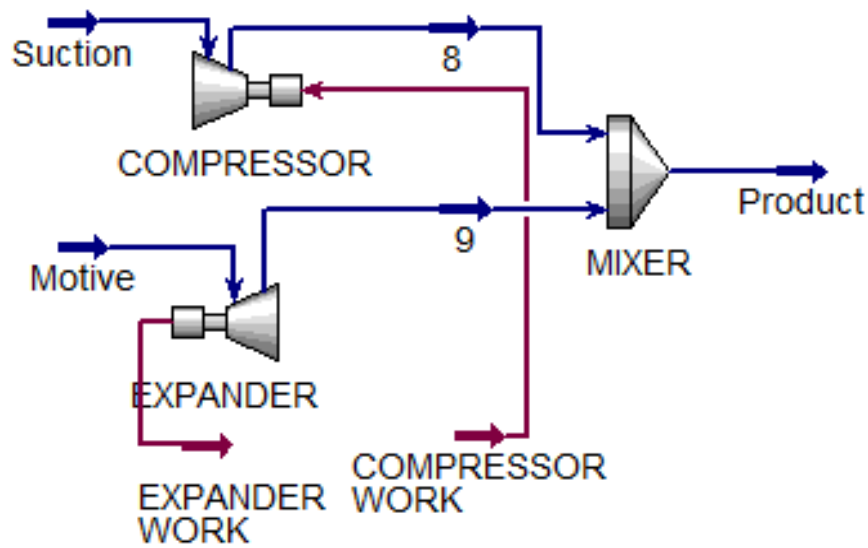 Suction
8
COMPRESSOR
Product
9
MIXER
Motive
EXPANDER
COMPRESSOR
WORK
EXPANDER
WORK